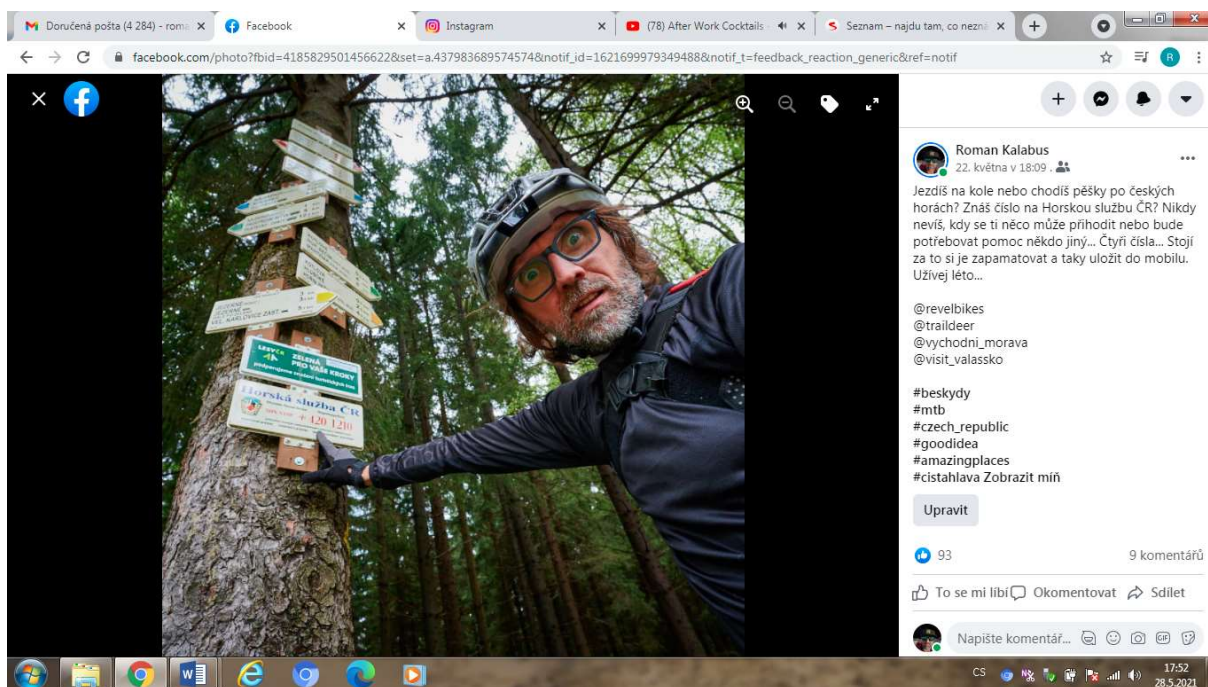 Doručená pošta (4 284) - roma
Facebook
Instagram
(78) After Work Cocktails
Seznam – najdu tam, co nezná
facebook.com/photo?fbid=4185829501456622&set=a.437983689574574&notif_id=1621699979349488&notif_t=feedback_reaction_generic&ref=notif
R
VEL. KARLOVICE ZAST.
LESY ČR
ZELENÁ
PRO VAŠE KROKY
Horská služba ČR
+ 420 1210
Roman Kalabus
22. května v 18:09 .
Jezdíš na kole nebo chodíš pěšky po českých
horách? Znáš číslo na Horskou službu ČR? Nikdy
nevíš, kdy se ti něco může přihodit nebo bude
potřebovat pomoc někdo jiný... Čtyři čísla... Stojí
za to si je zapamatovat a taky uložit do mobilu.
Užívej léto...
@revelbikes
@traildeer
@vychodni_morava
@visit_valassko
#beskydy
#mtb
#czech_republic
#goodidea
#amazingplaces
#cistahlava Zobrazit míň
Upravit
93
9 komentářů
To se mi líbí
Okomentovat
Sdílet
Napište komentář...
GIF
CS
17:52
28.5.2021